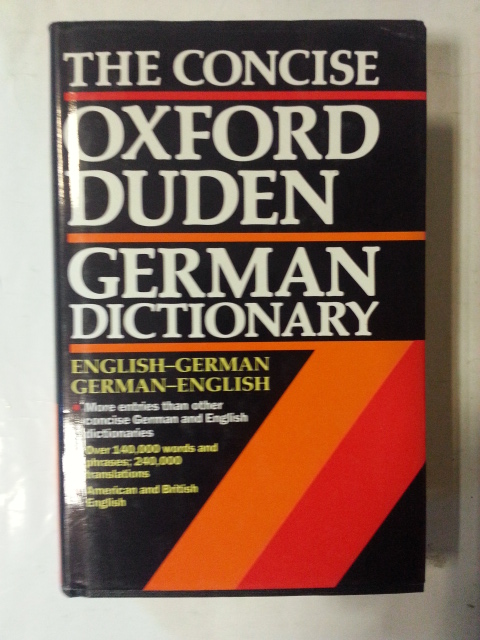 THE CONCISE
OXFORD
DUDEN
GERMAN
DICTIONARY
ENGLISH–GERMAN
GERMAN–ENGLISH
More entries than other
concise German and English
dictionaries
Over 140,000 words and
phrases; 240,000
translations
American and British
English